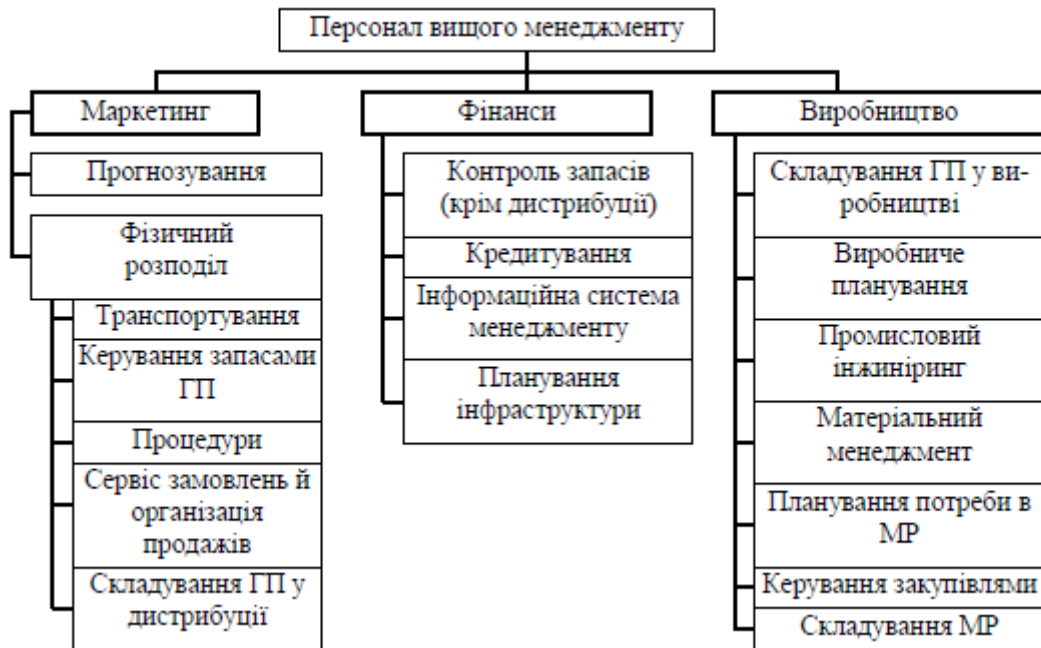 Персонал вищого менеджменту
Маркетинг
Прогнозування
Фізичний
розподіл
Транспортування
Керування запасами
ГП
Процедури
Сервіс замовлень й
організація
продажів
Складування ГП у
дистрибуції
Фінанси
Контроль запасів
(крім дистрибуції)
Кредитування
Інформаційна система
менеджменту
Планування
інфраструктури
Виробництво
Складування ГП у ви-
робництві
Виробниче
планування
Промисловий
інжиніринг
Матеріальний
менеджмент
Планування потреби в
МР
Керування закупівлями
Складування МР